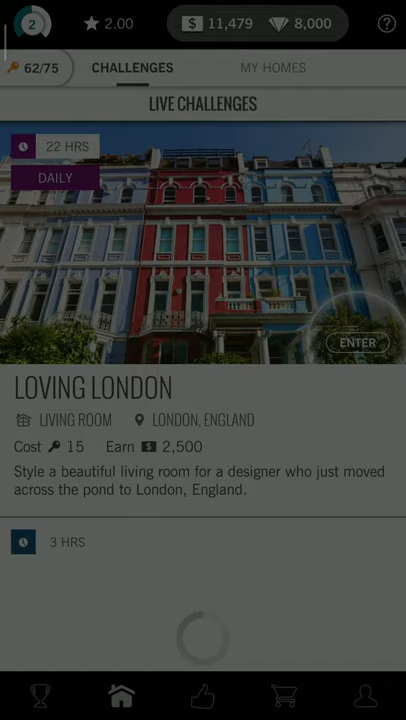 2
2.00
$ 11,479
8,000
?
62/75
CHALLENGES
MY HOMES
LIVE CHALLENGES
22 HRS
DAILY
ENTER
LOVING LONDON
LIVING ROOM
LONDON, ENGLAND
Cost 15 Earn $ 2,500
Style a beautiful living room for a designer who just moved
across the pond to London, England.
3 HRS